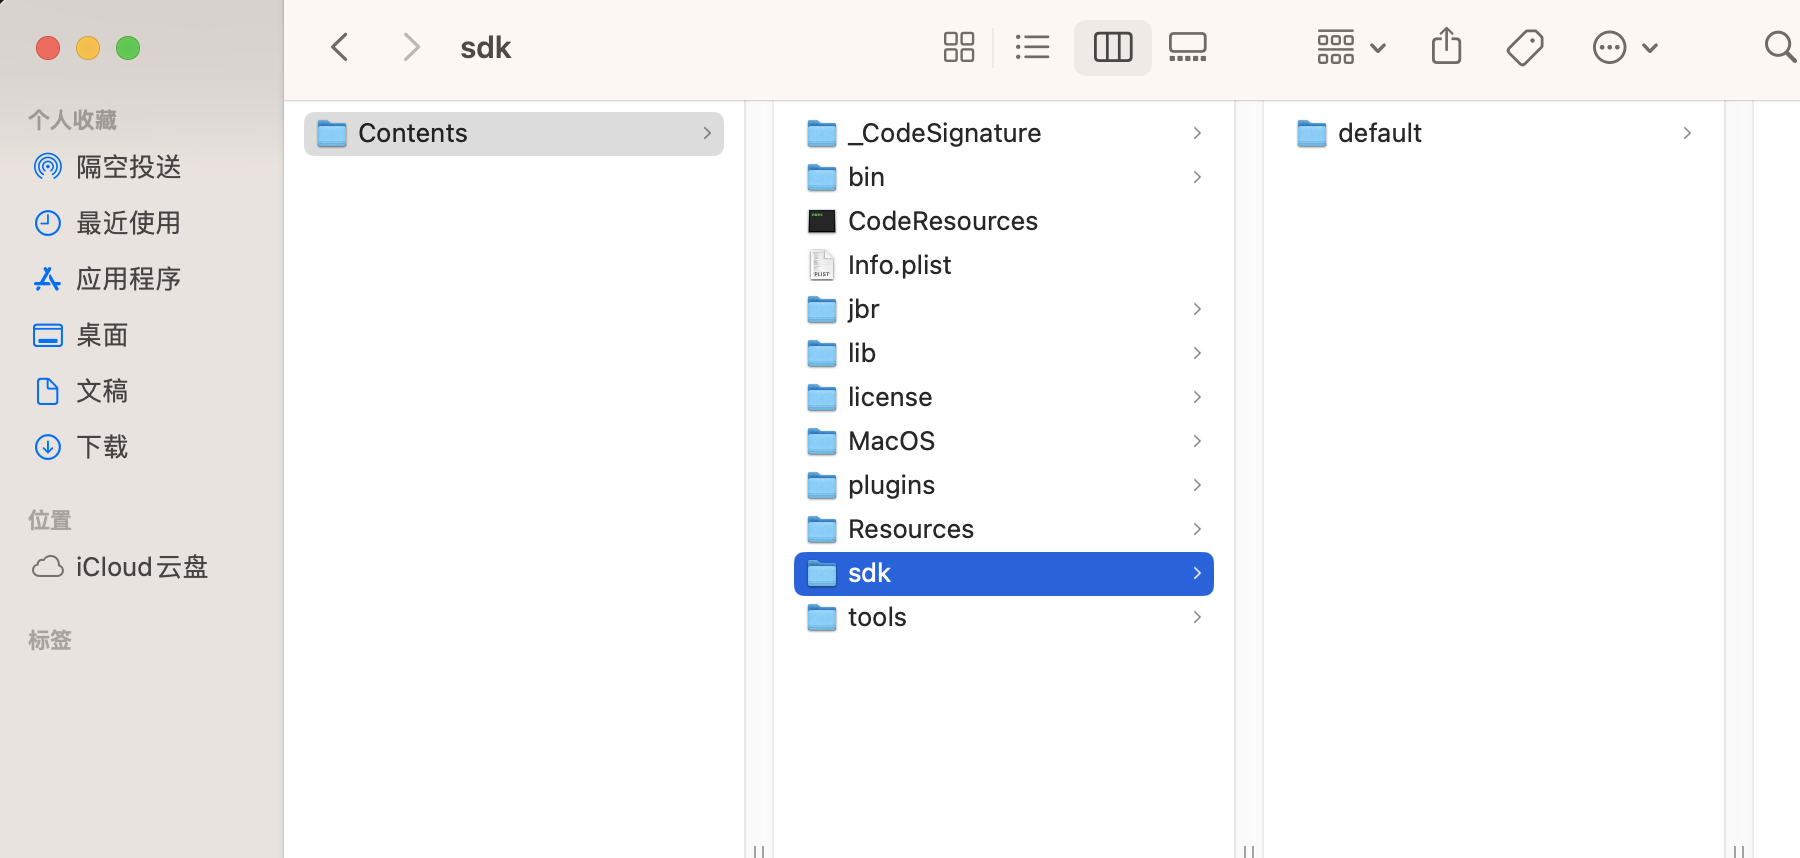 sdk
个人收藏
隔空投送
最近使用
应用程序
桌面
文稿
下载
位置
iCloud云盘
标签
Contents
_CodeSignature
bin
CodeResources
Info.plist
jbr
lib
license
MacOS
plugins
Resources
sdk
tools
default